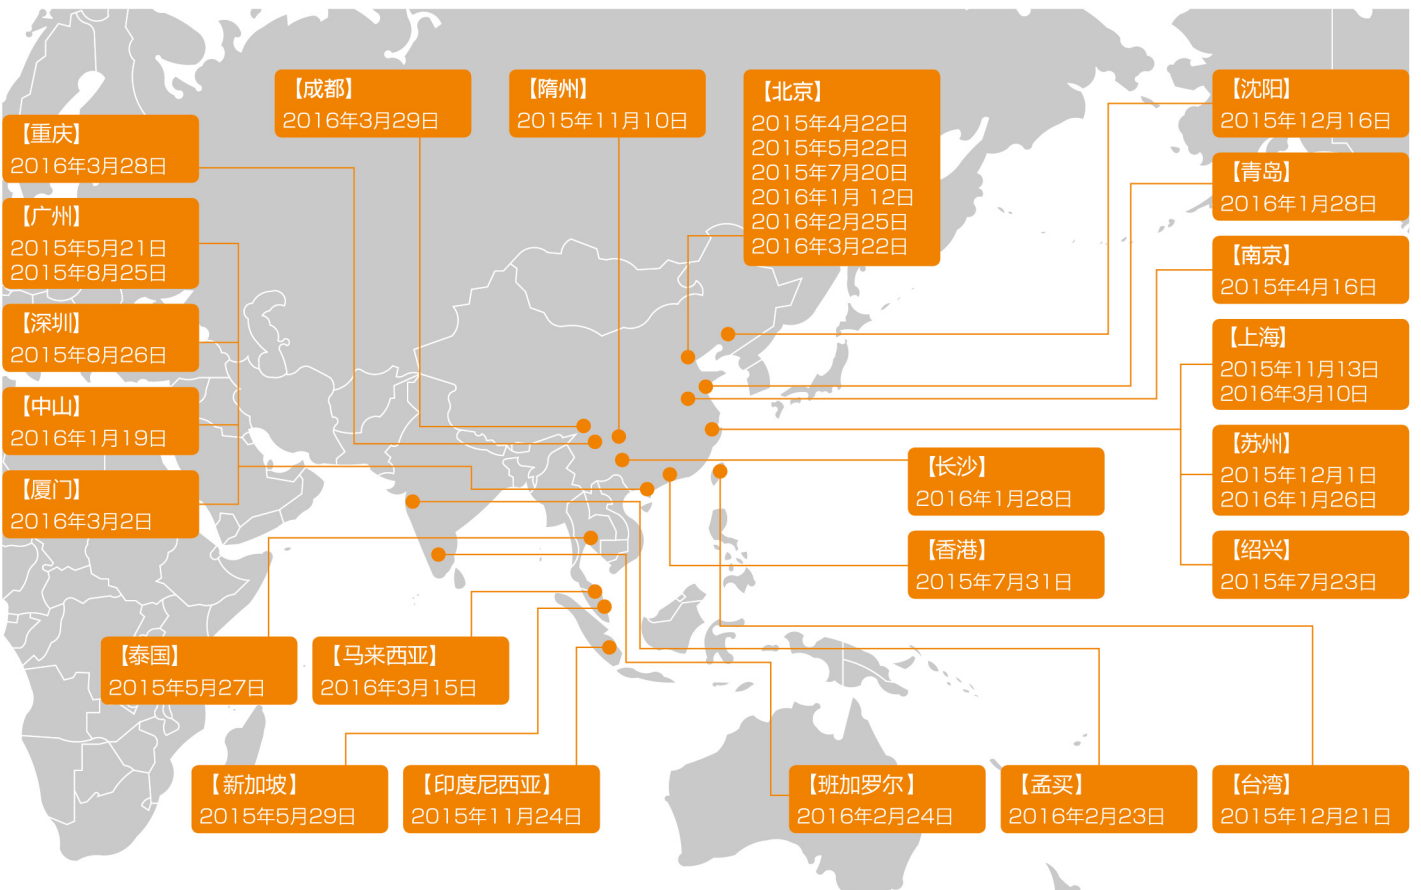 【成都】
2016年3月29日
【隋州】
2015年11月10日
【北京】
2015年4月22日
2015年5月22日
2015年7月20日
2016年1月 12日
2016年2月25日
2016年3月22日
【沈阳】
2015年12月16日
【重庆】
2016年3月28日
【青岛】
2016年1月28日
【广州】
2015年5月21日
2015年8月25日
【南京】
2015年4月16日
【深圳】
2015年8月26日
【上海】
2015年11月13日
2016年3月10日
【中山】
2016年1月19日
【苏州】
2015年12月1日
2016年1月26日
【长沙】
2016年1月28日
【厦门】
2016年3月2日
【香港】
2015年7月31日
【绍兴】
2015年7月23日
【泰国】
2015年5月27日
【马来西亚】
2016年3月15日
【新加坡】
2015年5月29日
【印度尼西亚】
2015年11月24日
【班加罗尔】
2016年2月24日
【孟买】
2016年2月23日
【台湾】
2015年12月21日